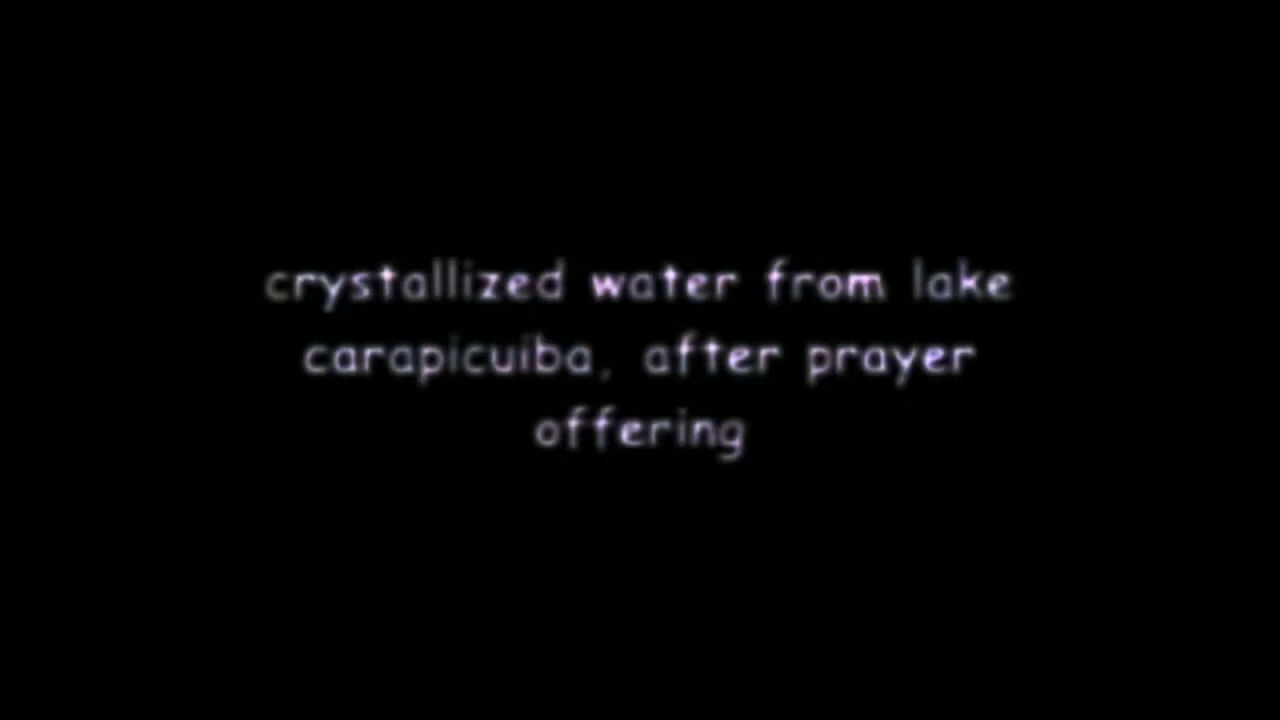 crystallized water from lake
carapicuiba, after prayer
offering